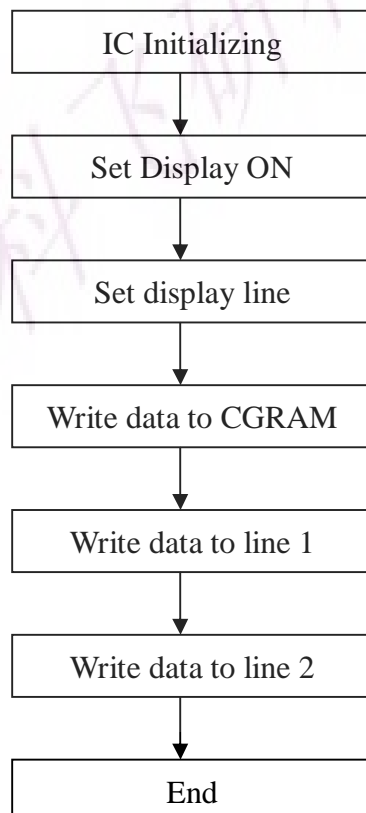 IC Initializing
Set Display ON
Set display line
Write data to CGRAM
Write data to line 1
Write data to line 2
End